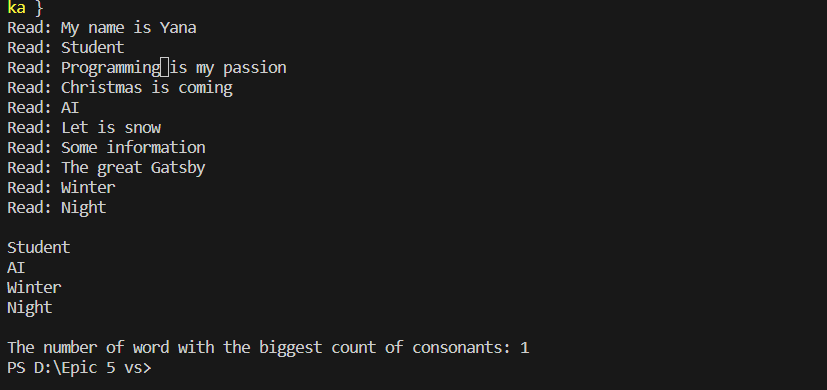 ka }
Read: My name is Yana
Read: Student
Read: Programming is my passion
Read: Christmas is coming
Read: AI
Read: Let is snow
Read: Some information
Read: The great Gatsby
Read: Winter
Read: Night
Student
AI
Winter
Night
The number of word with the biggest count of consonants: 1
PS D:\Epic 5 vs>